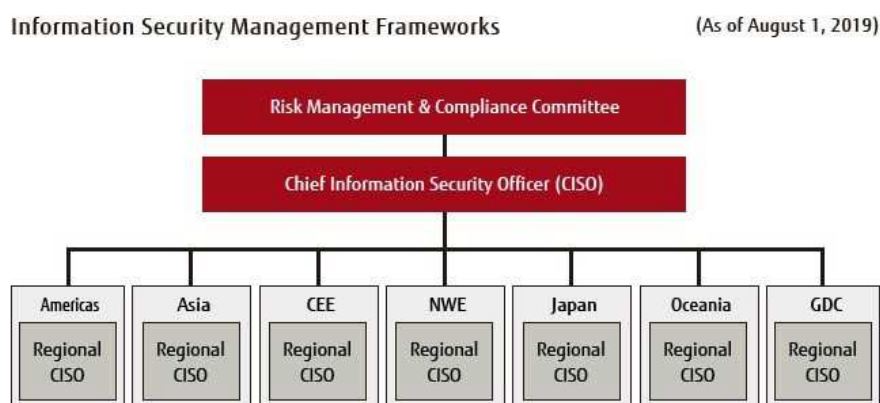 Information Security Management Frameworks
(As of August 1, 2019)
Risk Management & Compliance Committee
Chief Information Security Officer (CISO)
Americas
Asia
CEE
NWE
Japan
Oceania
GDC
Regional
CISO
Regional
CISO
Regional
CISO
Regional
CISO
Regional
CISO
Regional
CISO
Regional
CISO